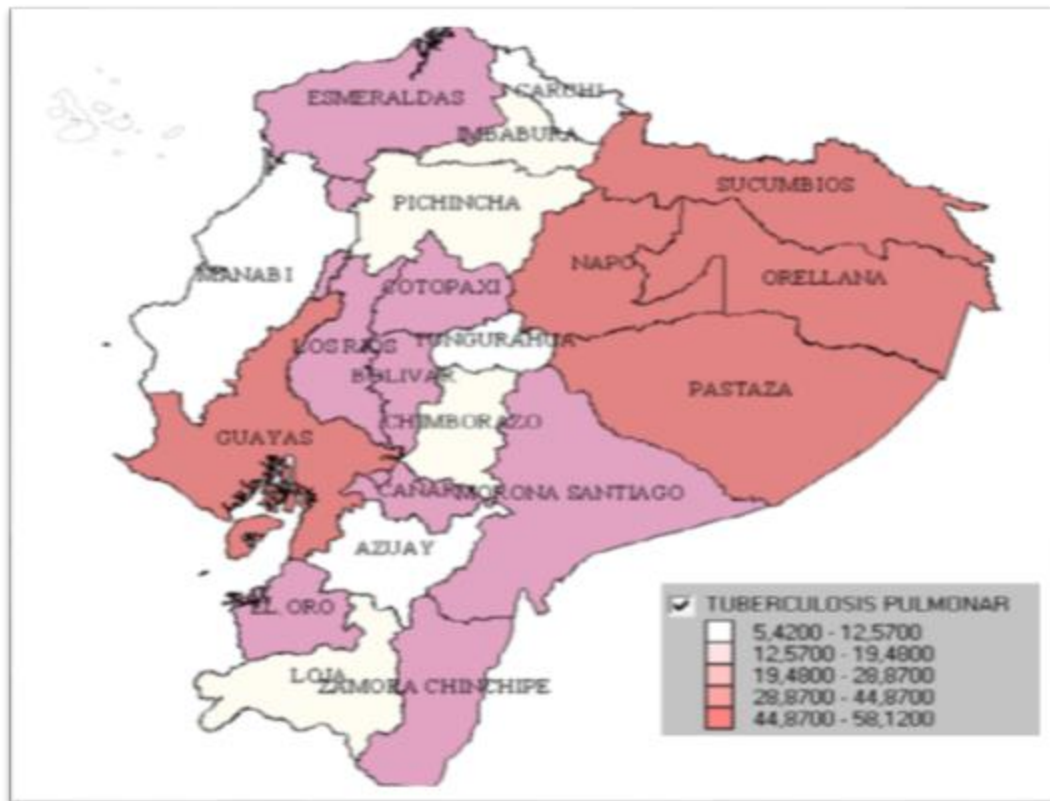 ESMERALDAS
CARCHI
IMBABURA
SUCUMBIOS
PICHINCHA
NAPO
ORELLANA
MANABI
COTOPAXI
TUNGURAHUA
LOS RIOS
BOLIVAR
PASTAZA
CHIMBORAZO
GUAYAS
CAÑAR
MORONA SANTIAGO
AZUAY
EL ORO
LOJA
ZAMORA CHINCHIPE
TUBERCULOSIS PULMONAR
5,4200 - 12,5700
12,5700 - 19,4800
19,4800 - 28,8700
28,8700 - 44,8700
44,8700 - 58,1200